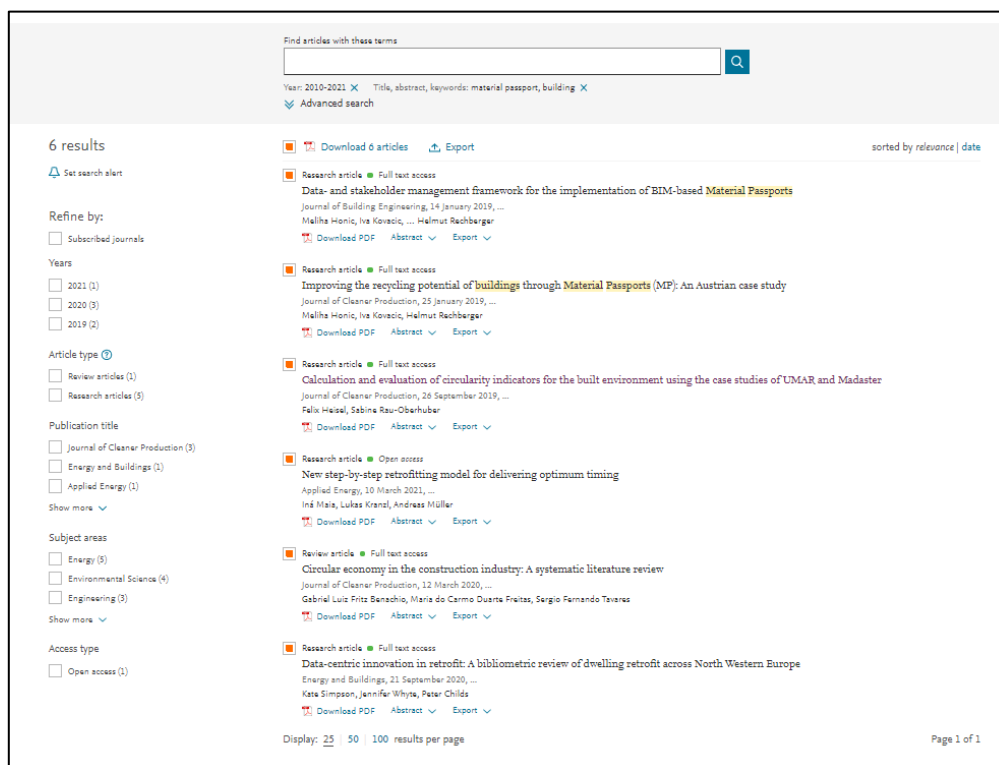 Find articles with these terms
Year: 2010-2021 ✕ Title, abstract, keywords: material passport, building ✕
Advanced search
6 results
Set search alert
Refine by:
Subscribed journals
Years
2021 (1)
2020 (3)
2019 (2)
Article type
Review articles (1)
Research articles (5)
Publication title
Journal of Cleaner Production (3)
Energy and Buildings (1)
Applied Energy (1)
Show more
Subject areas
Energy (5)
Environmental Science (4)
Engineering (3)
Show more
Access type
Open access (1)
Download 6 articles Export sorted by relevance | date
Research article Full text access
Data- and stakeholder management framework for the implementation of BIM-based Material Passports
Journal of Building Engineering, 14 January 2019, ...
Meliha Honic, Iva Kovacic, ... Helmut Rechberger
Download PDF Abstract Export
Research article Full text access
Improving the recycling potential of buildings through Material Passports (MP): An Austrian case study
Journal of Cleaner Production, 25 January 2019, ...
Meliha Honic, Iva Kovacic, Helmut Rechberger
Download PDF Abstract Export
Research article Full text access
Calculation and evaluation of circularity indicators for the built environment using the case studies of UMAR and Madaster
Journal of Cleaner Production, 26 September 2019, ...
Felix Heisel, Sabine Rau-Oberhuber
Download PDF Abstract Export
Research article Open access
New step-by-step retrofitting model for delivering optimum timing
Applied Energy, 10 March 2021, ...
Iná Maia, Lukas Kranzl, Andreas Müller
Download PDF Abstract Export
Review article Full text access
Circular economy in the construction industry: A systematic literature review
Journal of Cleaner Production, 12 March 2020, ...
Gabriel Luiz Fritz Benachio, Maria do Carmo Duarte Freitas, Sergio Fernando Tavares
Download PDF Abstract Export
Research article Full text access
Data-centric innovation in retrofit: A bibliometric review of dwelling retrofit across North Western Europe
Energy and Buildings, 21 September 2020, ...
Kate Simpson, Jennifer Whyte, Peter Childs
Download PDF Abstract Export
Display: 25 | 50 | 100 results per page Page 1 of 1